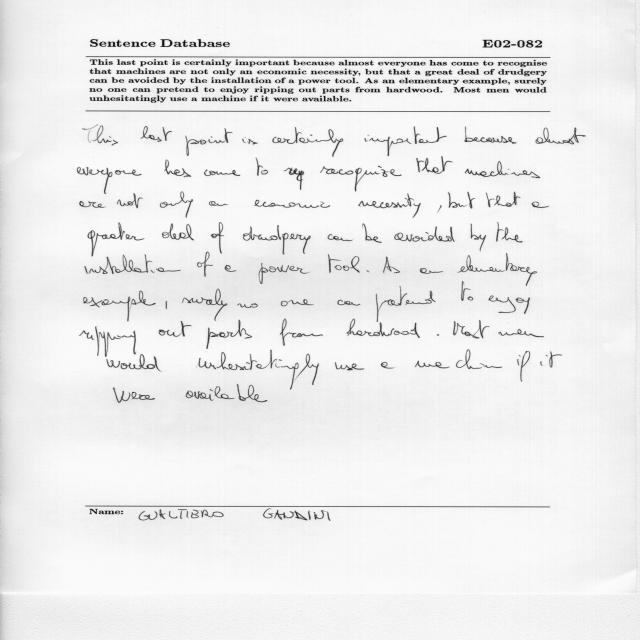 Sentence Database E02-082
This last point is certainly important because almost everyone has come to recognise
that machines are not only an economic necessity, but that a great deal of drudgery
can be avoided by the installation of a power tool. As an elementary example, surely
no one can pretend to enjoy ripping out parts from hardwood. Most men would
unhesitatingly use a machine if it were available.
This last point is certainly important because almost
everyone has come to recognise that machines
are not only an economic necessity, but that a
greater deal of drudgery can be avoided by the
installation of a power tool. As an elementary
example, surely no one can pretend to enjoy
ripping out parts from hardwood. Most men
would unhesitatingly use a machine if it
were available
Name: GUALTIERO GANDINI